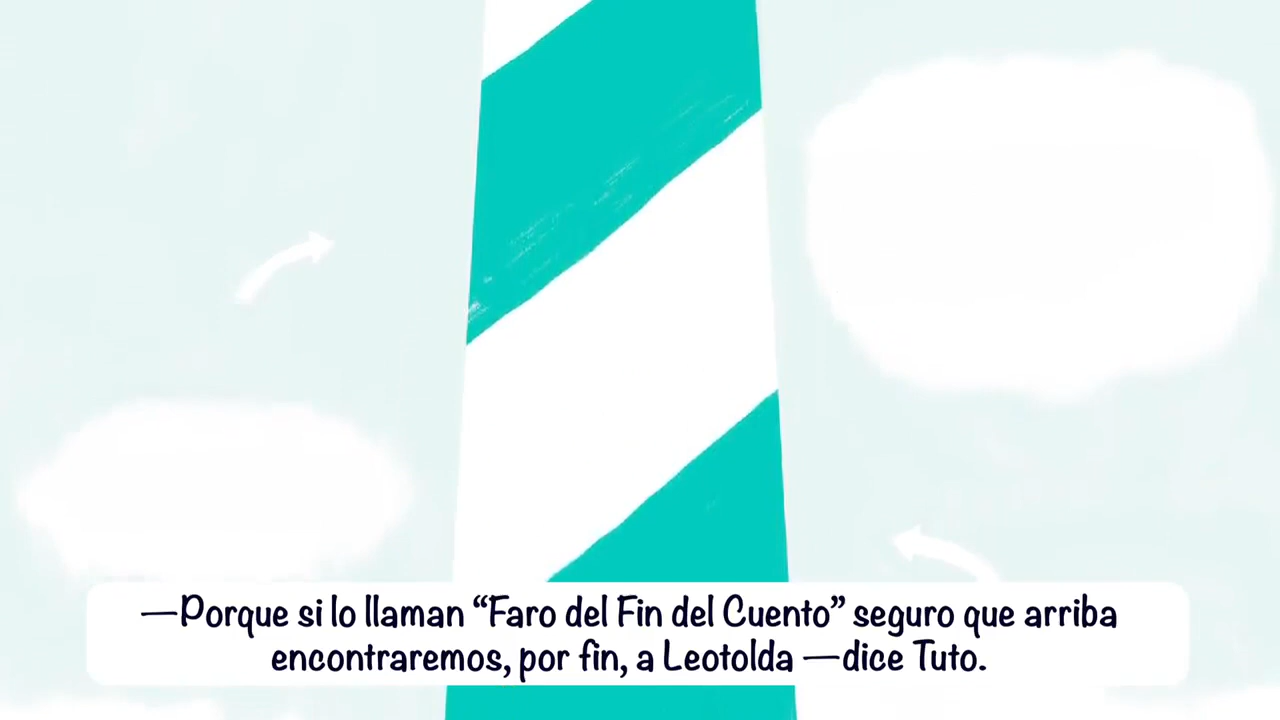 —Porque si lo llaman “Faro del Fin del Cuento” seguro que arriba
encontraremos, por fin, a Leotolda —dice Tuto.